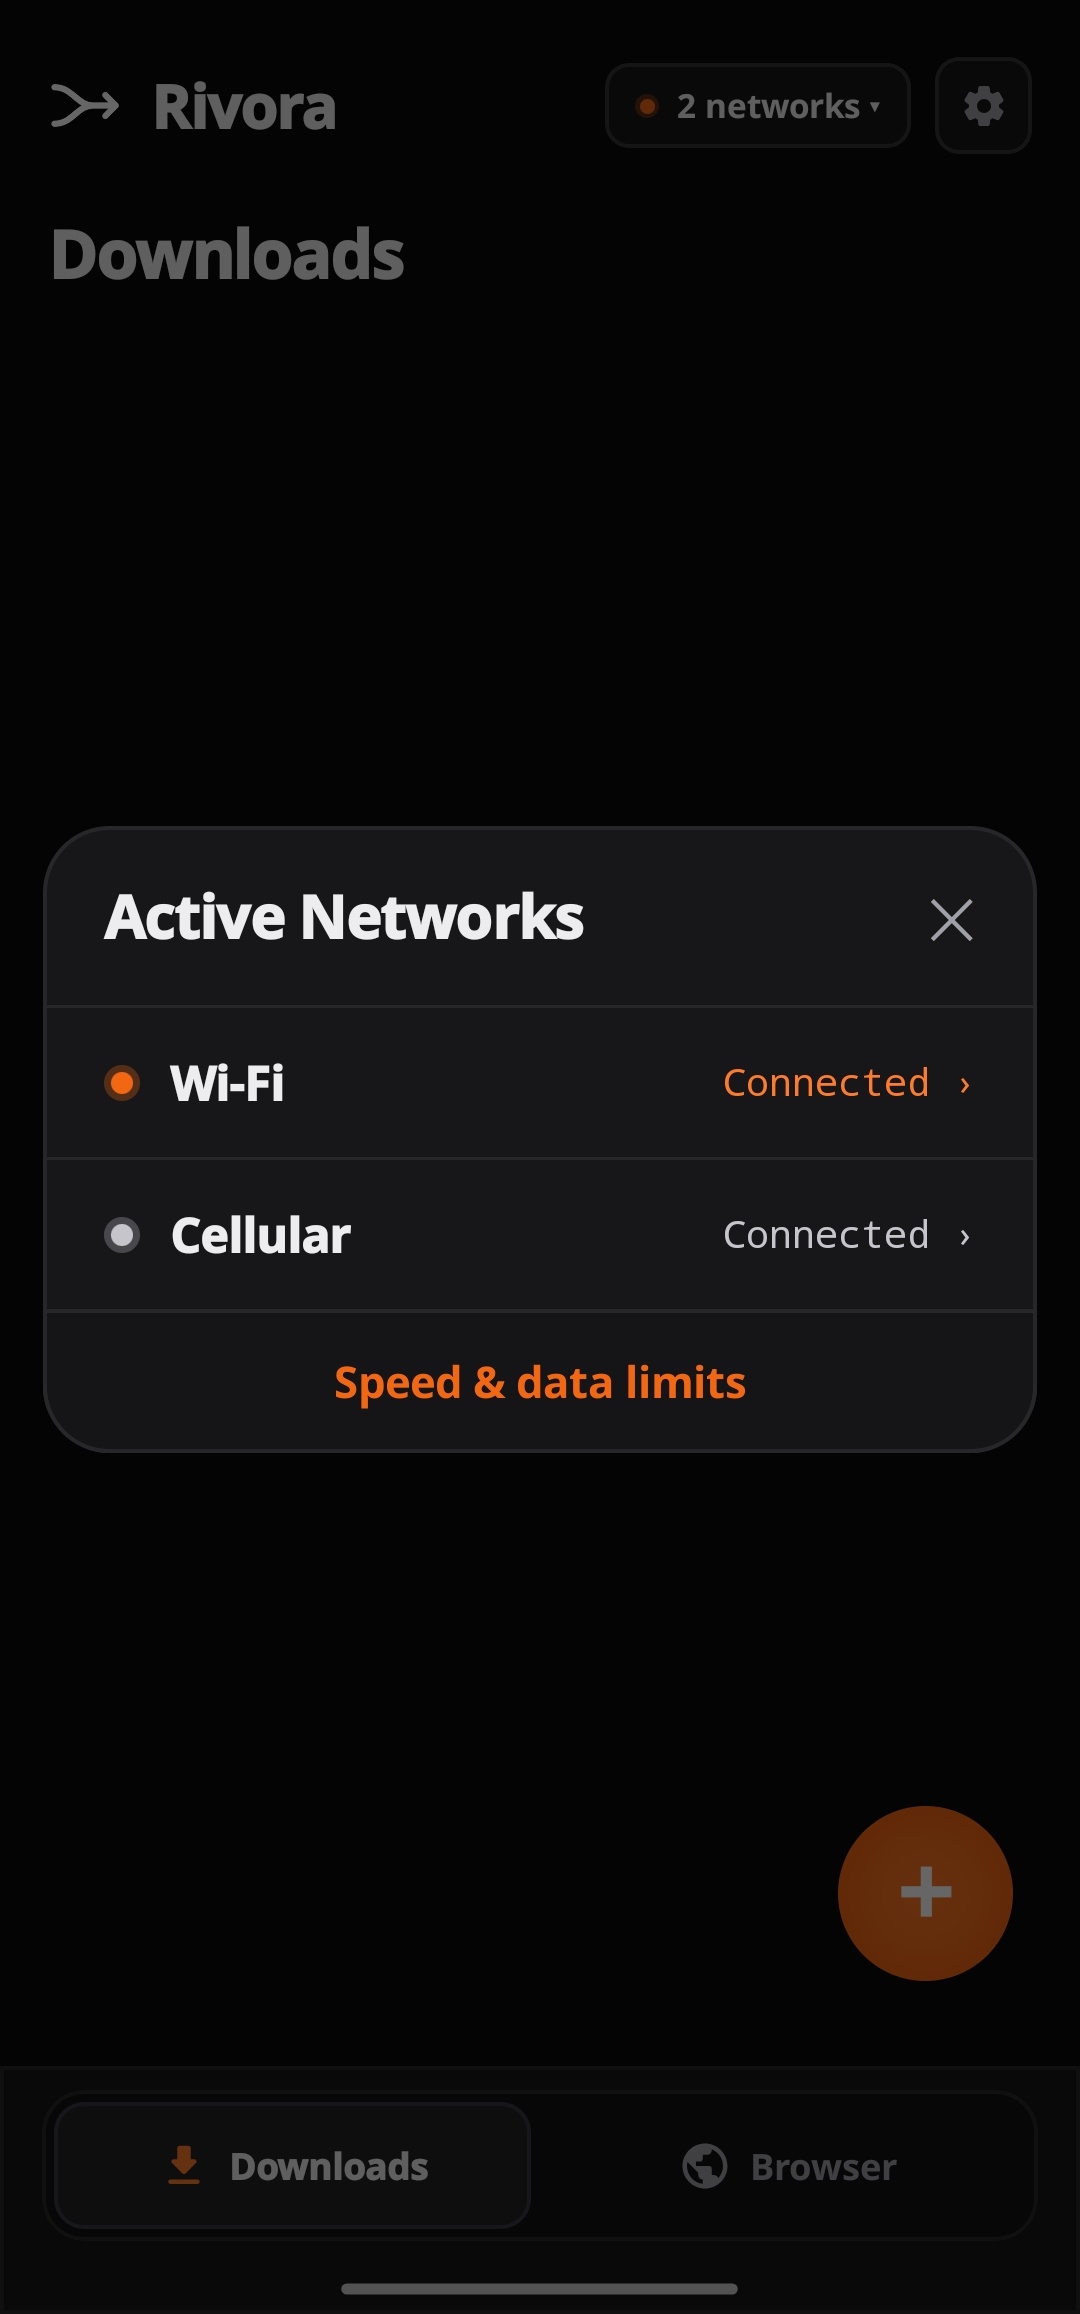 Rivora
2 networks ▾
Downloads
Active Networks
Wi-Fi Connected ›
Cellular Connected ›
Speed & data limits
+
Downloads Browser